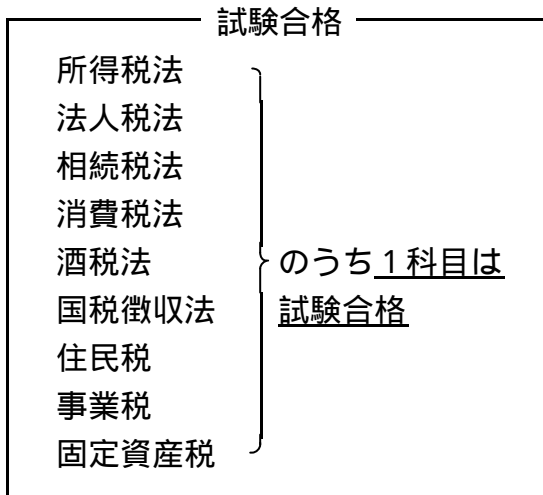 試験合格
所得税法
法人税法
相続税法
消費税法
酒税法
国税徴収法
住民税
事業税
固定資産税
のうち１科目は
試験合格